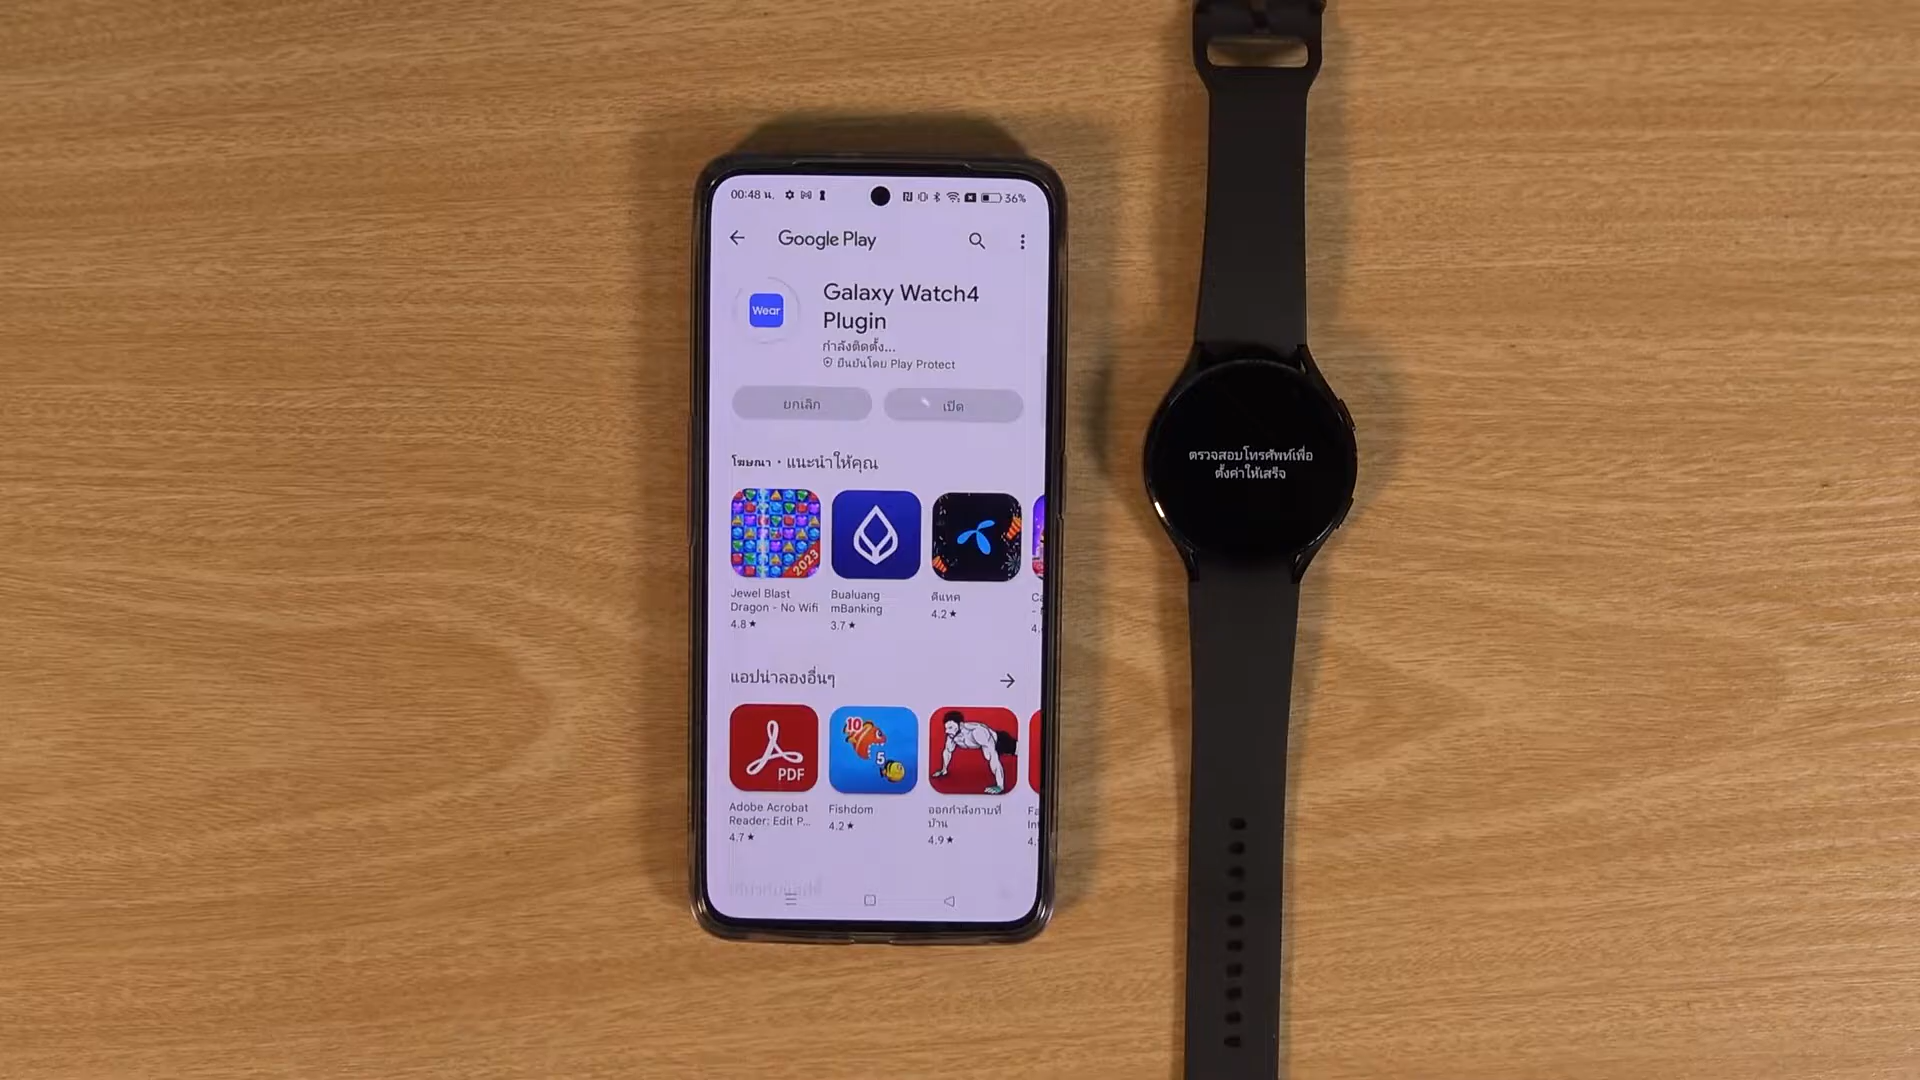 00:48 น.
36%
Google Play
Wear
Galaxy Watch4
Plugin
กำลังติดตั้ง...
ยืนยันโดย Play Protect
ยกเลิก
เปิด
โฆษณา • แนะนำให้คุณ
2023
Jewel Blast
Dragon - No Wifi
4.8★
Bualuang
mBanking
3.7★
ดีแทค
4.2★
แอปน่าลองอื่นๆ
PDF
Adobe Acrobat
Reader: Edit P...
4.7★
10
5
Fishdom
4.2★
ออกกำลังกายที่
บ้าน
4.9★
ตรวจสอบโทรศัพท์เพื่อ
ตั้งค่าให้เสร็จ